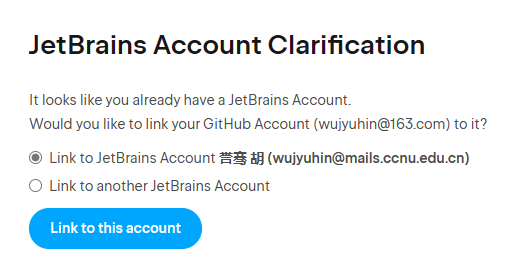 JetBrains Account Clarification
It looks like you already have a JetBrains Account.
Would you like to link your GitHub Account (wujyuhin@163.com) to it?
Link to JetBrains Account 誉骞 胡 (wujyuhin@mails.ccnu.edu.cn)
Link to another JetBrains Account
Link to this account